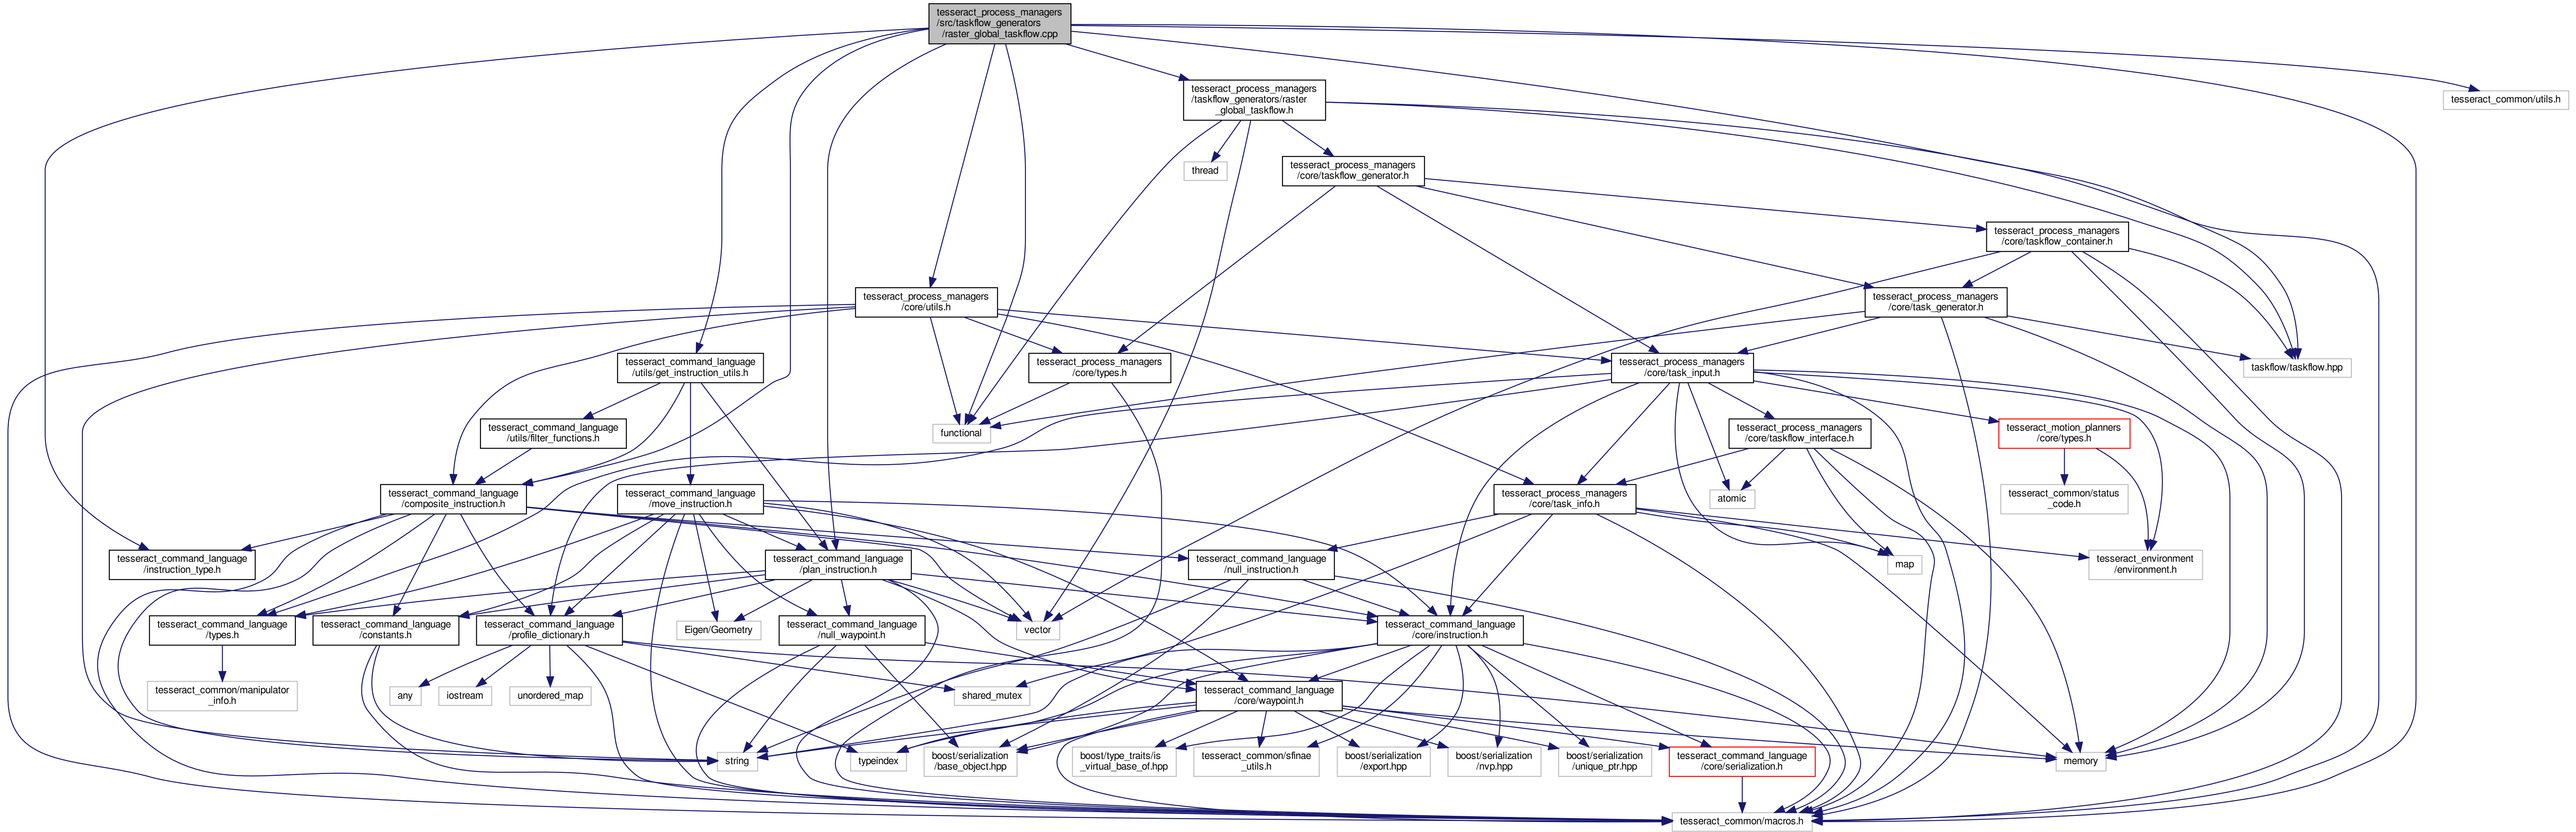 tesseract_process_managers
/src/taskflow_generators
/raster_global_taskflow.cpp
tesseract_process_managers
/taskflow_generators/raster
_global_taskflow.h
tesseract_common/utils.h
thread
tesseract_process_managers
/core/taskflow_generator.h
tesseract_process_managers
/core/taskflow_container.h
tesseract_process_managers
/core/utils.h
tesseract_process_managers
/core/task_generator.h
tesseract_command_language
/utils/get_instruction_utils.h
tesseract_process_managers
/core/types.h
tesseract_process_managers
/core/task_input.h
taskflow/taskflow.hpp
tesseract_command_language
/utils/filter_functions.h
functional
tesseract_process_managers
/core/taskflow_interface.h
tesseract_motion_planners
/core/types.h
tesseract_command_language
/composite_instruction.h
tesseract_command_language
/move_instruction.h
tesseract_process_managers
/core/task_info.h
atomic
tesseract_common/status
_code.h
tesseract_command_language
/instruction_type.h
tesseract_command_language
/plan_instruction.h
tesseract_command_language
/null_instruction.h
map
tesseract_environment
/environment.h
tesseract_command_language
/types.h
tesseract_command_language
/constants.h
tesseract_command_language
/profile_dictionary.h
Eigen/Geometry
tesseract_command_language
/null_waypoint.h
vector
tesseract_command_language
/core/instruction.h
tesseract_common/manipulator
_info.h
any
iostream
unordered_map
shared_mutex
tesseract_command_language
/core/waypoint.h
string
typeindex
boost/serialization
/base_object.hpp
boost/type_traits/is
_virtual_base_of.hpp
tesseract_common/sfinae
_utils.h
boost/serialization
/export.hpp
boost/serialization
/nvp.hpp
boost/serialization
/unique_ptr.hpp
tesseract_command_language
/core/serialization.h
memory
tesseract_common/macros.h